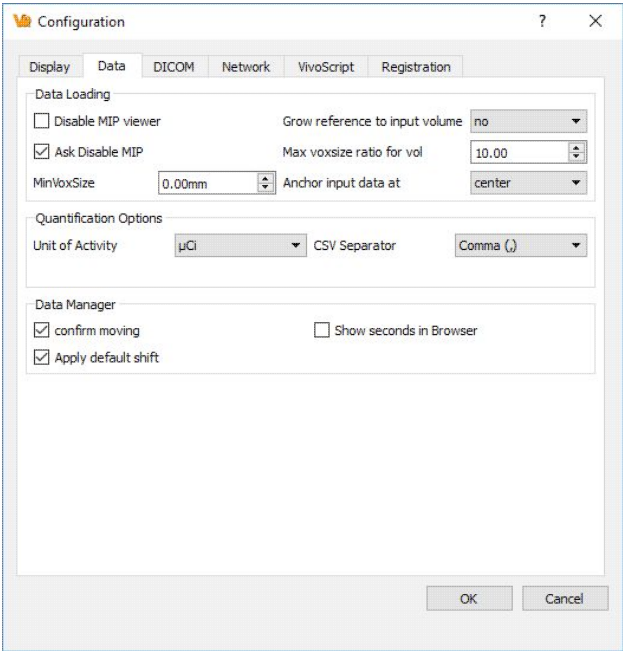 Configuration
?
Display Data DICOM Network VivoScript Registration
Data Loading
Disable MIP viewer Grow reference to input volume no
Ask Disable MIP Max voxsize ratio for vol 10.00
MinVoxSize 0.00mm Anchor input data at center
Quantification Options
Unit of Activity µCi CSV Separator Comma (,)
Data Manager
confirm moving Show seconds in Browser
Apply default shift
OK Cancel